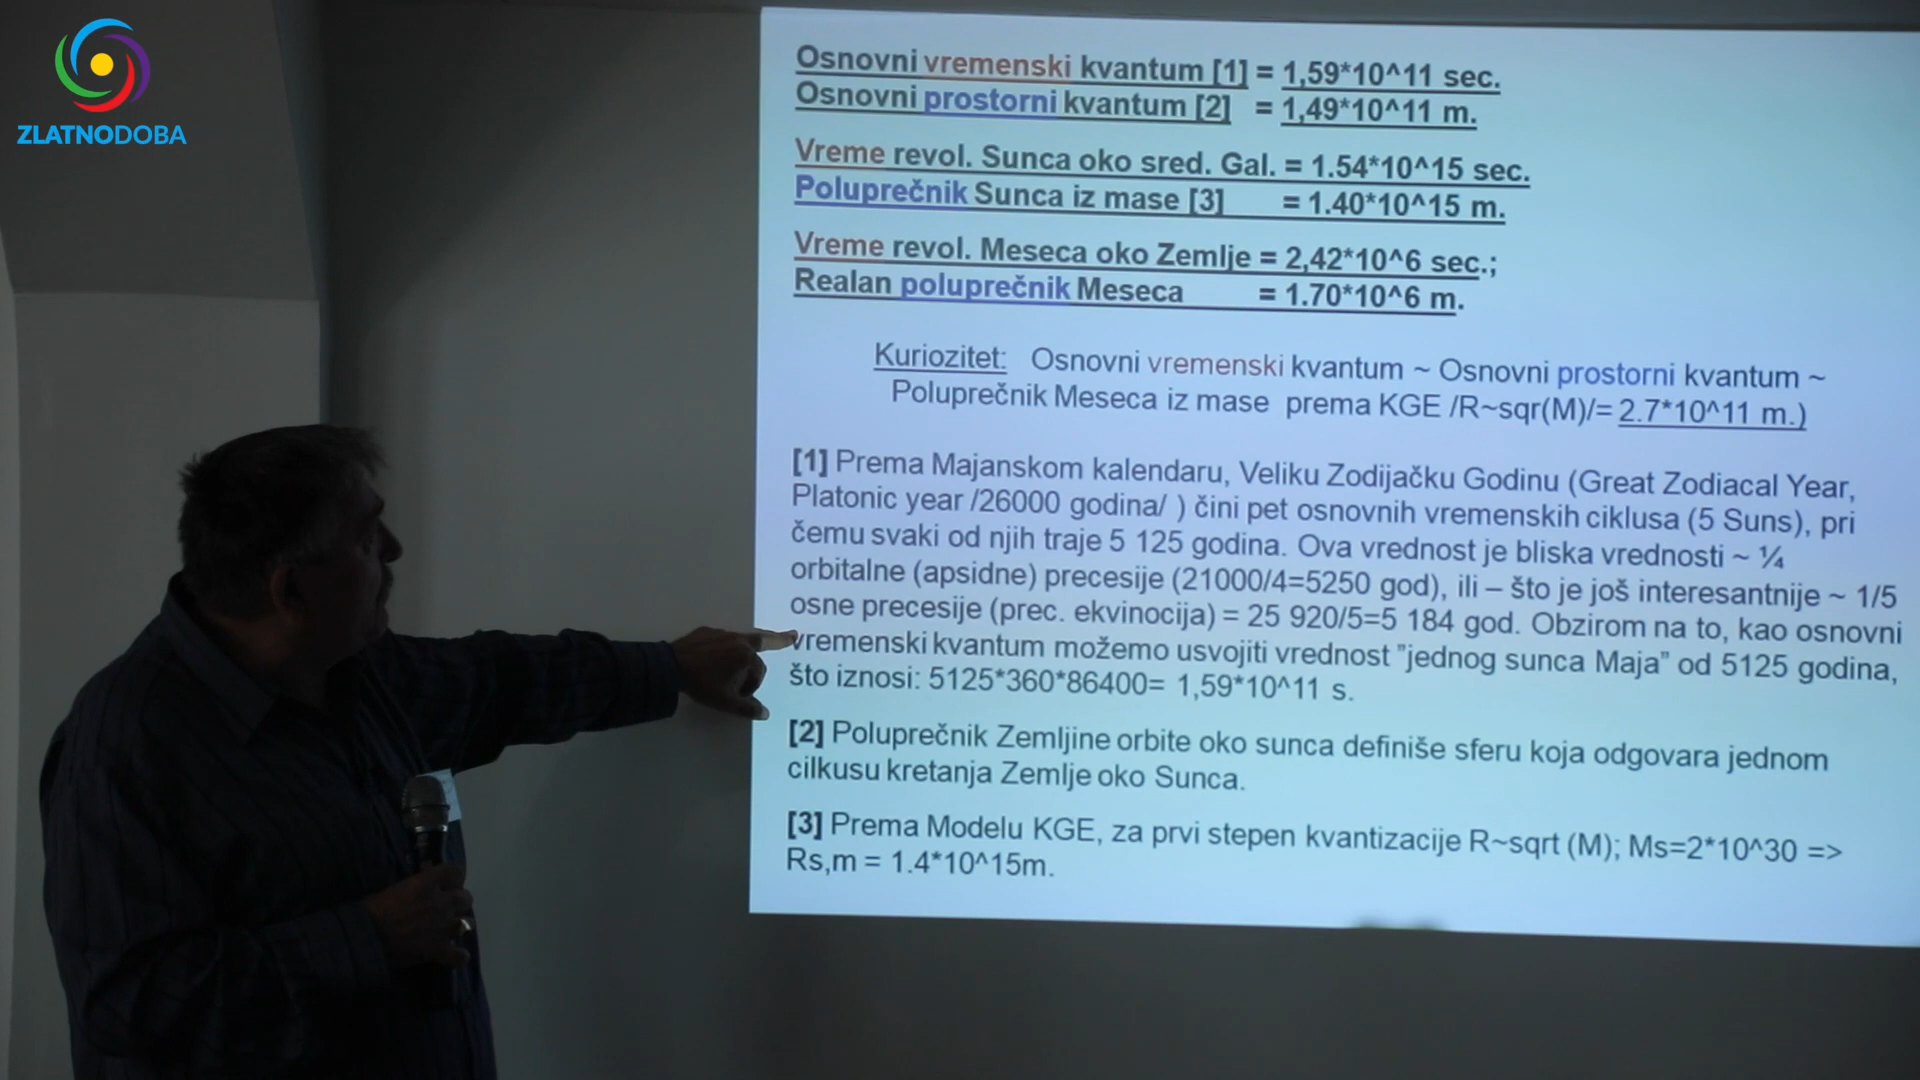 ZLATNODOBA
Osnovni vremenski kvantum [1] = 1,59*10^11 sec.
Osnovni prostorni kvantum [2] = 1,49*10^11 m.
Vreme revol. Sunca oko sred. Gal. = 1.54*10^15 sec.
Poluprečnik Sunca iz mase [3] = 1.40*10^15 m.
Vreme revol. Meseca oko Zemlje = 2,42*10^6 sec.;
Realan poluprečnik Meseca = 1.70*10^6 m.
Kuriozitet: Osnovni vremenski kvantum ~ Osnovni prostorni kvantum ~
Poluprečnik Meseca iz mase prema KGE /R~sqr(M)/= 2.7*10^11 m.)
[1] Prema Majanskom kalendaru, Veliku Zodijačku Godinu (Great Zodiacal Year,
Platonic year /26000 godina/ ) čini pet osnovnih vremenskih ciklusa (5 Suns), pri
čemu svaki od njih traje 5 125 godina. Ova vrednost je bliska vrednosti ~ ¼
orbitalne (apsidne) precesije (21000/4=5250 god), ili – što je još interesantnije ~ 1/5
osne precesije (prec. ekvinocija) = 25 920/5=5 184 god. Obzirom na to, kao osnovni
vremenski kvantum možemo usvojiti vrednost ”jednog sunca Maja” od 5125 godina,
što iznosi: 5125*360*86400= 1,59*10^11 s.
[2] Poluprečnik Zemljine orbite oko sunca definiše sferu koja odgovara jednom
cilkusu kretanja Zemlje oko Sunca.
[3] Prema Modelu KGE, za prvi stepen kvantizacije R~sqrt (M); Ms=2*10^30 =>
Rs,m = 1.4*10^15m.